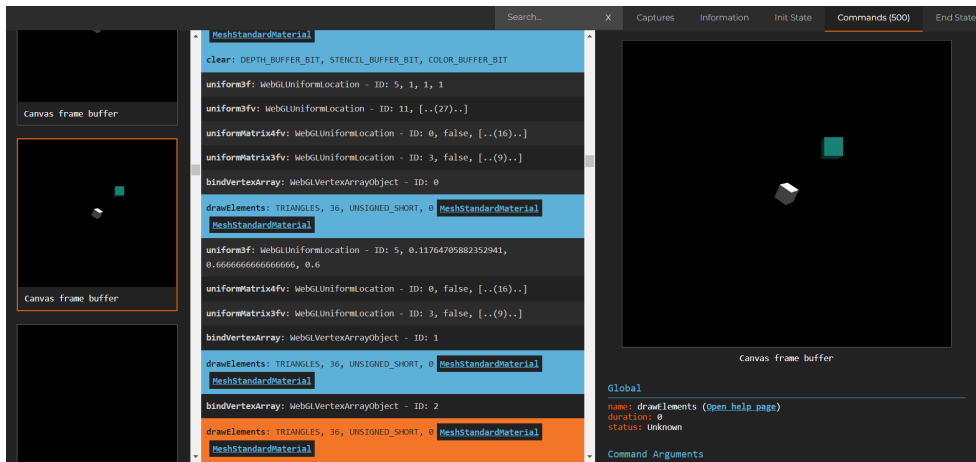 Search...
X
Captures
Information
Init State
Commands (500)
End State
Canvas frame buffer
Canvas frame buffer
MeshStandardMaterial
clear: DEPTH_BUFFER_BIT, STENCIL_BUFFER_BIT, COLOR_BUFFER_BIT
uniform3f: WebGLUniformLocation - ID: 5, 1, 1, 1
uniform3fv: WebGLUniformLocation - ID: 11, [..(27)..]
uniformMatrix4fv: WebGLUniformLocation - ID: 0, false, [..(16)..]
uniformMatrix3fv: WebGLUniformLocation - ID: 3, false, [..(9)..]
bindVertexArray: WebGLVertexArrayObject - ID: 0
drawElements: TRIANGLES, 36, UNSIGNED_SHORT, 0 MeshStandardMaterial
MeshStandardMaterial
uniform3f: WebGLUniformLocation - ID: 5, 0.11764705882352941,
0.6666666666666666, 0.6
uniformMatrix4fv: WebGLUniformLocation - ID: 0, false, [..(16)..]
uniformMatrix3fv: WebGLUniformLocation - ID: 3, false, [..(9)..]
bindVertexArray: WebGLVertexArrayObject - ID: 1
drawElements: TRIANGLES, 36, UNSIGNED_SHORT, 0 MeshStandardMaterial
MeshStandardMaterial
bindVertexArray: WebGLVertexArrayObject - ID: 2
drawElements: TRIANGLES, 36, UNSIGNED_SHORT, 0 MeshStandardMaterial
MeshStandardMaterial
Canvas frame buffer
Global
name: drawElements (Open help page)
duration: 0
status: Unknown
Command Arguments